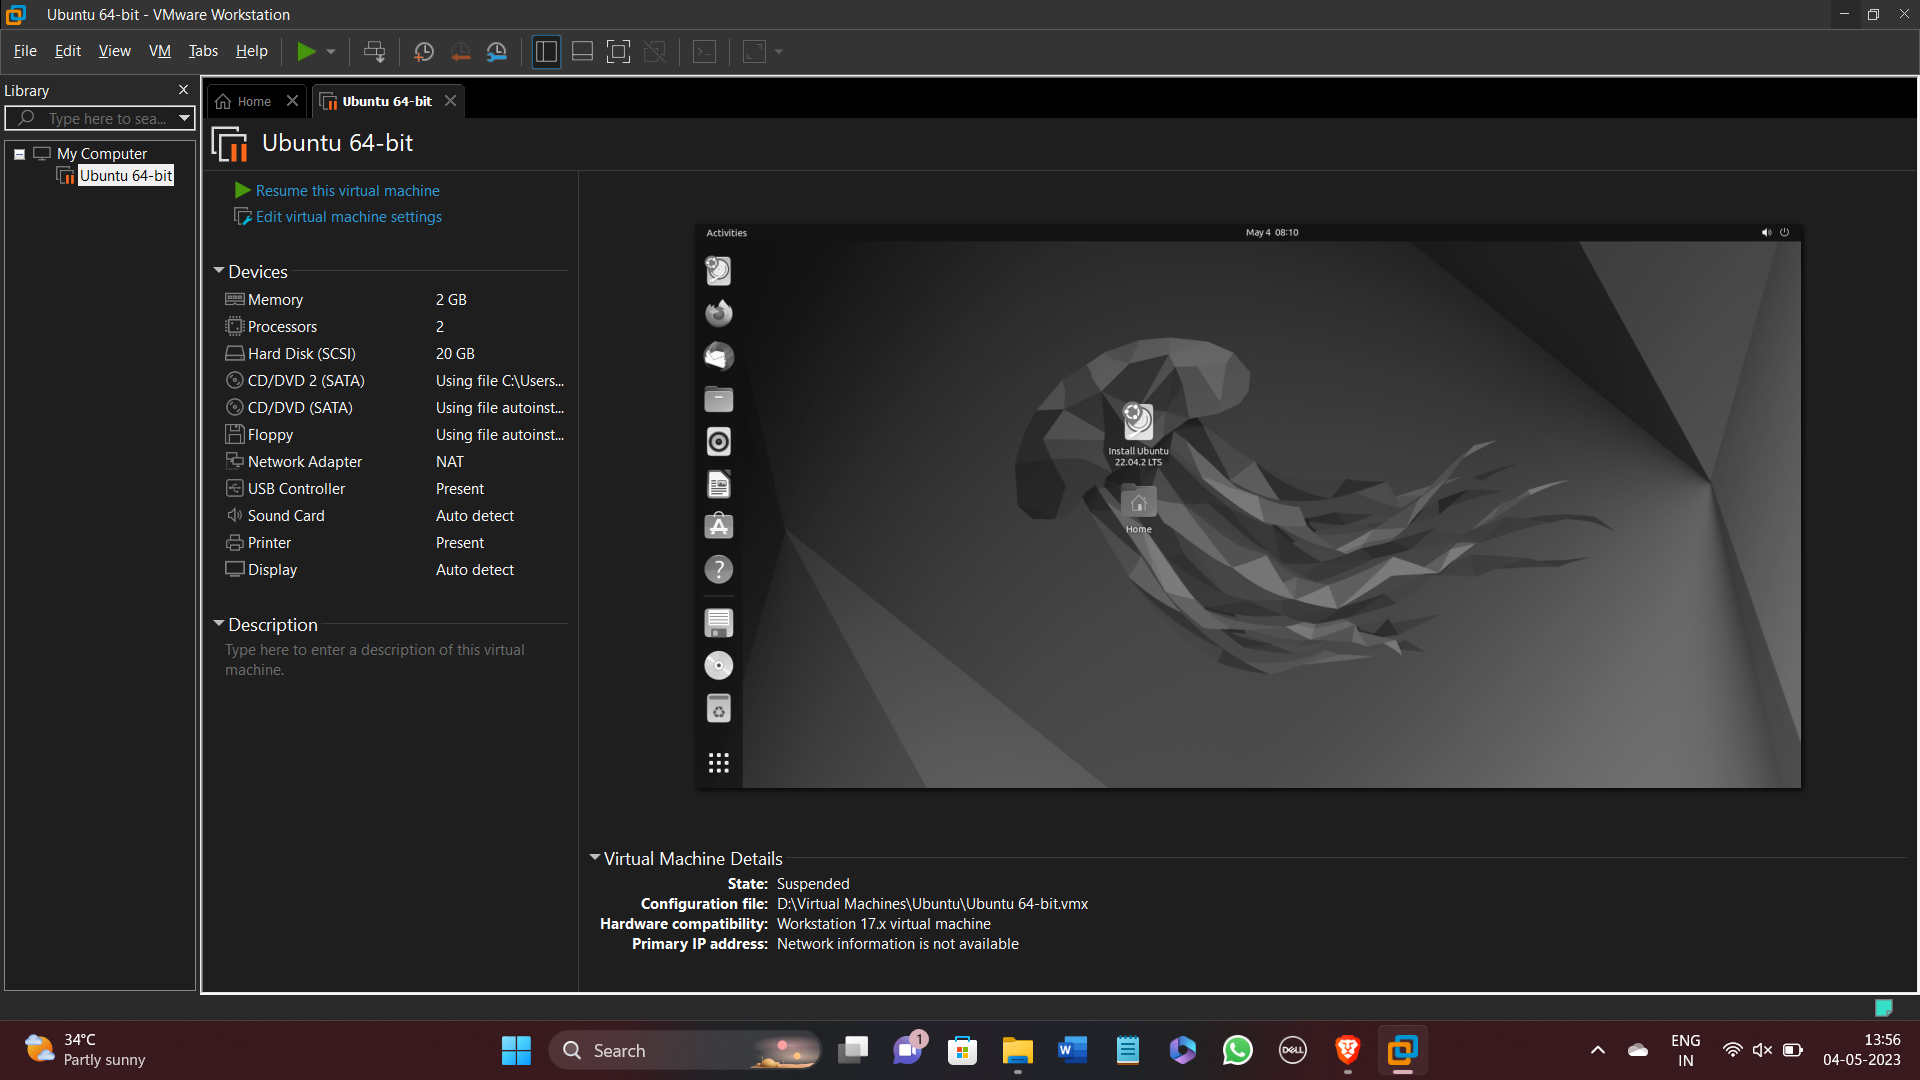 Ubuntu 64-bit - VMware Workstation
File Edit View VM Tabs Help
Library
Type here to sea...
My Computer
Ubuntu 64-bit
Home
Ubuntu 64-bit
Ubuntu 64-bit
Resume this virtual machine
Edit virtual machine settings
Devices
Memory 2 GB
Processors 2
Hard Disk (SCSI) 20 GB
CD/DVD 2 (SATA) Using file C:\Users...
CD/DVD (SATA) Using file autoinst...
Floppy Using file autoinst...
Network Adapter NAT
USB Controller Present
Sound Card Auto detect
Printer Present
Display Auto detect
Description
Type here to enter a description of this virtual
machine.
Activities May 4 08:10
Install Ubuntu
22.04.2 LTS
Home
Virtual Machine Details
State: Suspended
Configuration file: D:\Virtual Machines\Ubuntu\Ubuntu 64-bit.vmx
Hardware compatibility: Workstation 17.x virtual machine
Primary IP address: Network information is not available
34°C
Partly sunny
Search
1
W
DELL
ENG
IN
13:56
04-05-2023